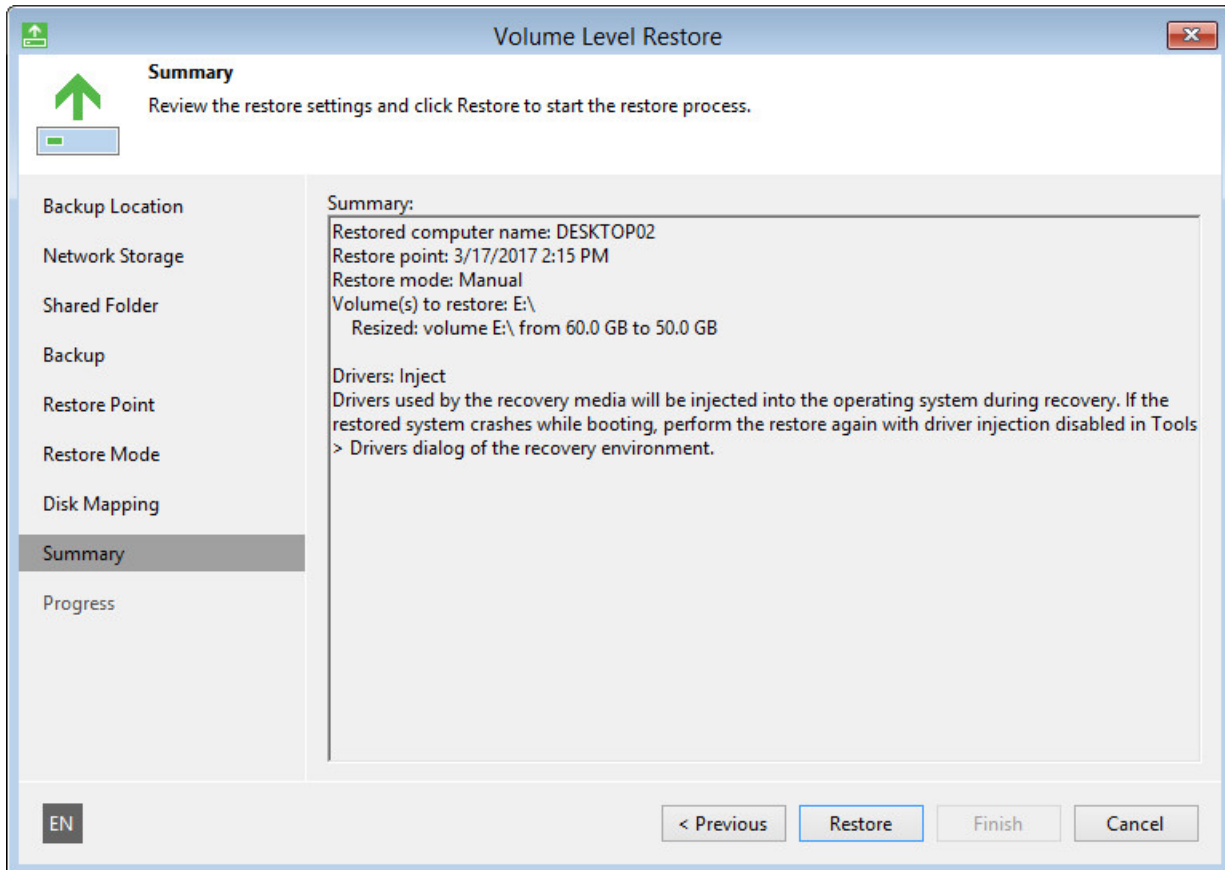 Volume Level Restore
Summary
Review the restore settings and click Restore to start the restore process.
Backup Location
Network Storage
Shared Folder
Backup
Restore Point
Restore Mode
Disk Mapping
Summary
Progress
Summary:
Restored computer name: DESKTOP02
Restore point: 3/17/2017 2:15 PM
Restore mode: Manual
Volume(s) to restore: E:\
Resized: volume E:\ from 60.0 GB to 50.0 GB
Drivers: Inject
Drivers used by the recovery media will be injected into the operating system during recovery. If the
restored system crashes while booting, perform the restore again with driver injection disabled in Tools
> Drivers dialog of the recovery environment.
EN
< Previous
Restore
Finish
Cancel